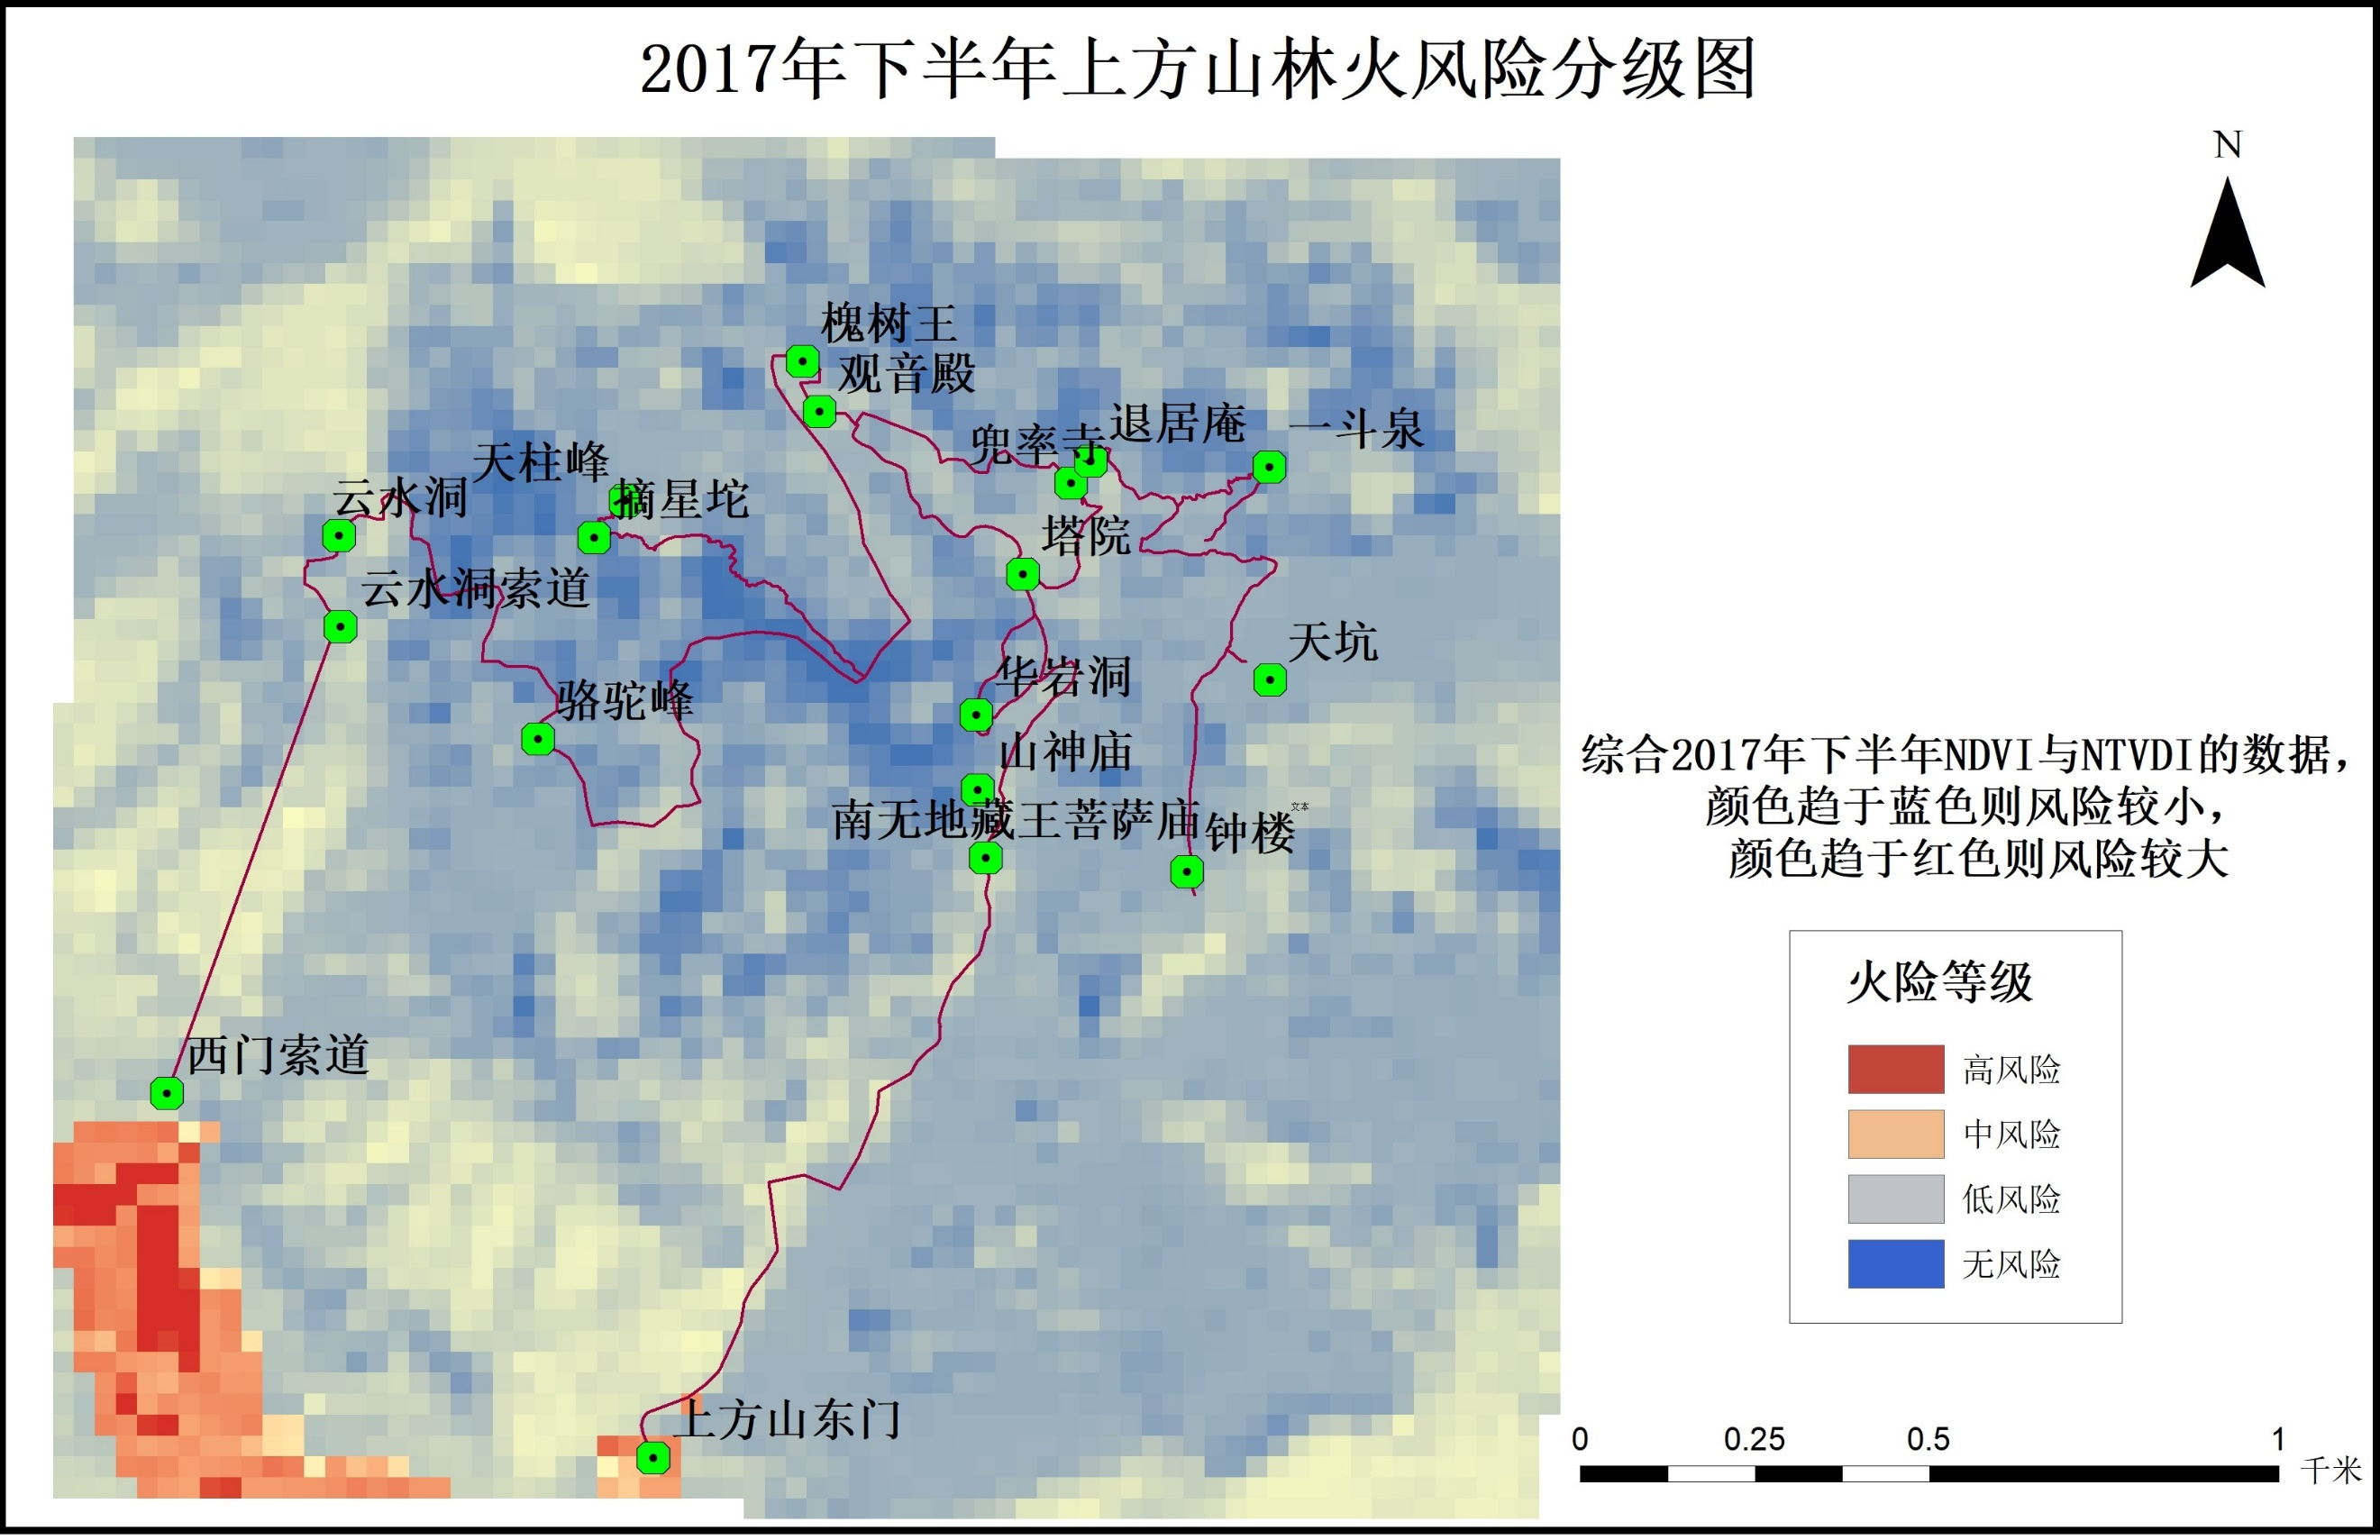 2017年下半年上方山林火风险分级图
N
槐树王
观音殿
兜率寺
退居庵
一斗泉
天柱峰
摘星坨
云水洞
塔院
云水洞索道
天坑
华岩洞
骆驼峰
山神庙
南无地藏王菩萨庙
文本
钟楼
西门索道
上方山东门
综合2017年下半年NDVI与NTVDI的数据，
颜色趋于蓝色则风险较小，
颜色趋于红色则风险较大
火险等级
高风险
中风险
低风险
无风险
0 0.25 0.5 1
千米